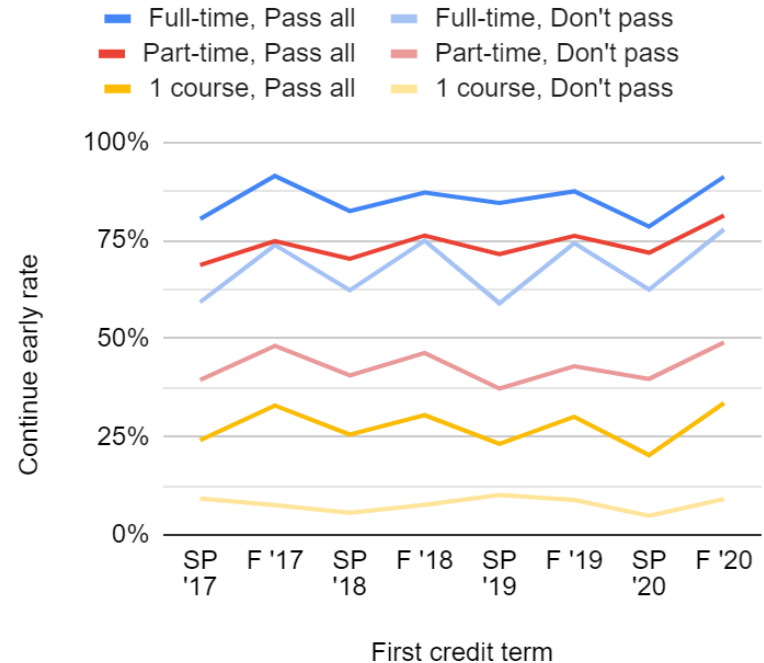 Full-time, Pass all Full-time, Don't pass
Part-time, Pass all Part-time, Don't pass
1 course, Pass all 1 course, Don't pass
100%
75%
50%
25%
0%
Continue early rate
SP '17 F '17 SP '18 F '18 SP '19 F '19 SP '20 F '20
First credit term